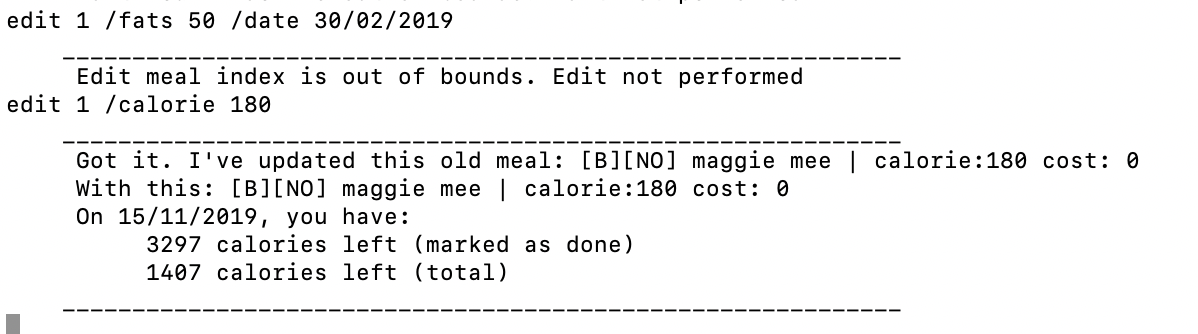 edit 1 /fats 50 /date 30/02/2019
____________________________________________________________
Edit meal index is out of bounds. Edit not performed
edit 1 /calorie 180
____________________________________________________________
Got it. I've updated this old meal: [B][NO] maggie mee | calorie:180 cost: 0
With this: [B][NO] maggie mee | calorie:180 cost: 0
On 15/11/2019, you have:
3297 calories left (marked as done)
1407 calories left (total)
____________________________________________________________